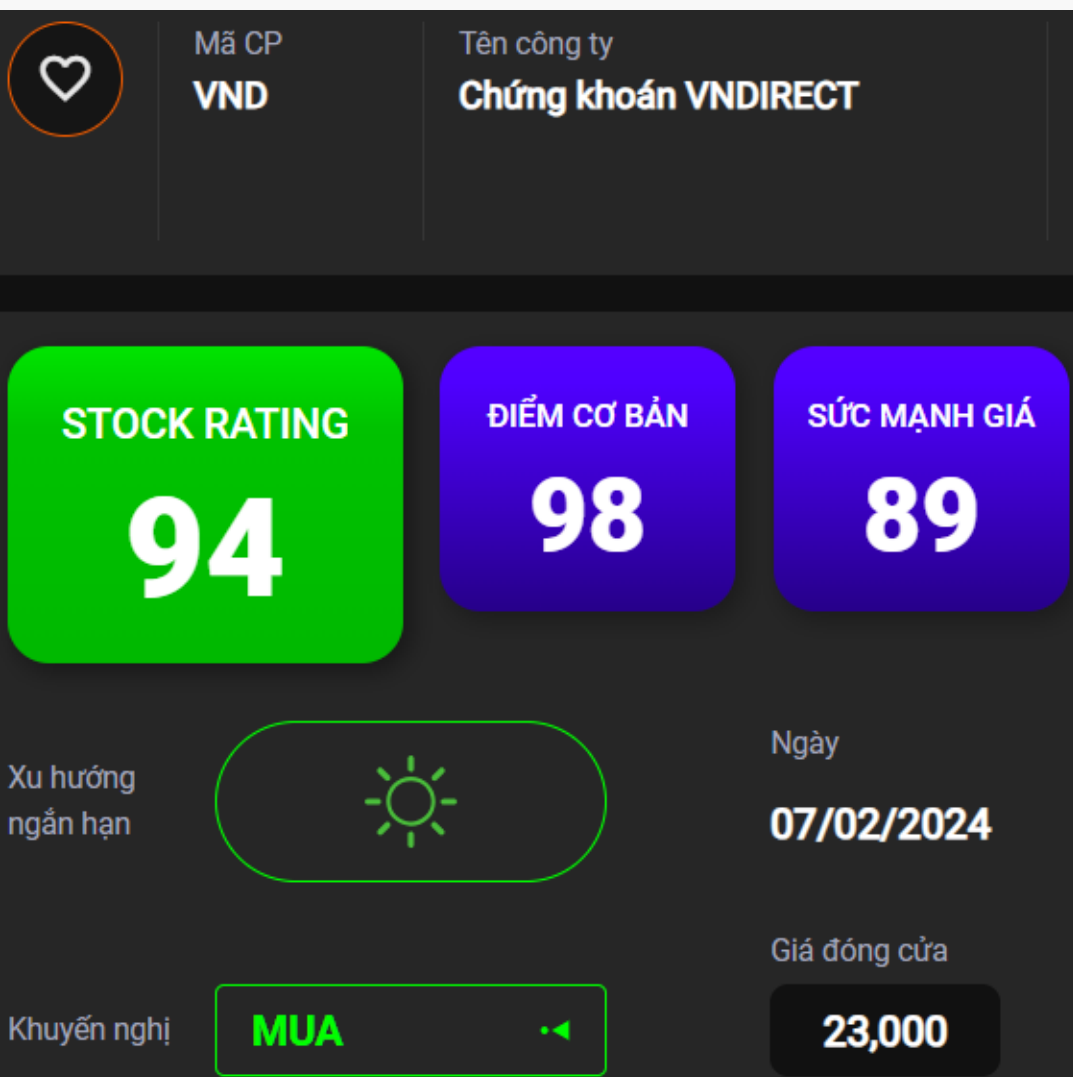 Mã CP
VND
Tên công ty
Chứng khoán VNDIRECT
STOCK RATING
94
ĐIỂM CƠ BẢN
98
SỨC MẠNH GIÁ
89
Xu hướng
ngắn hạn
Ngày
07/02/2024
Khuyến nghị
MUA
Giá đóng cửa
23,000